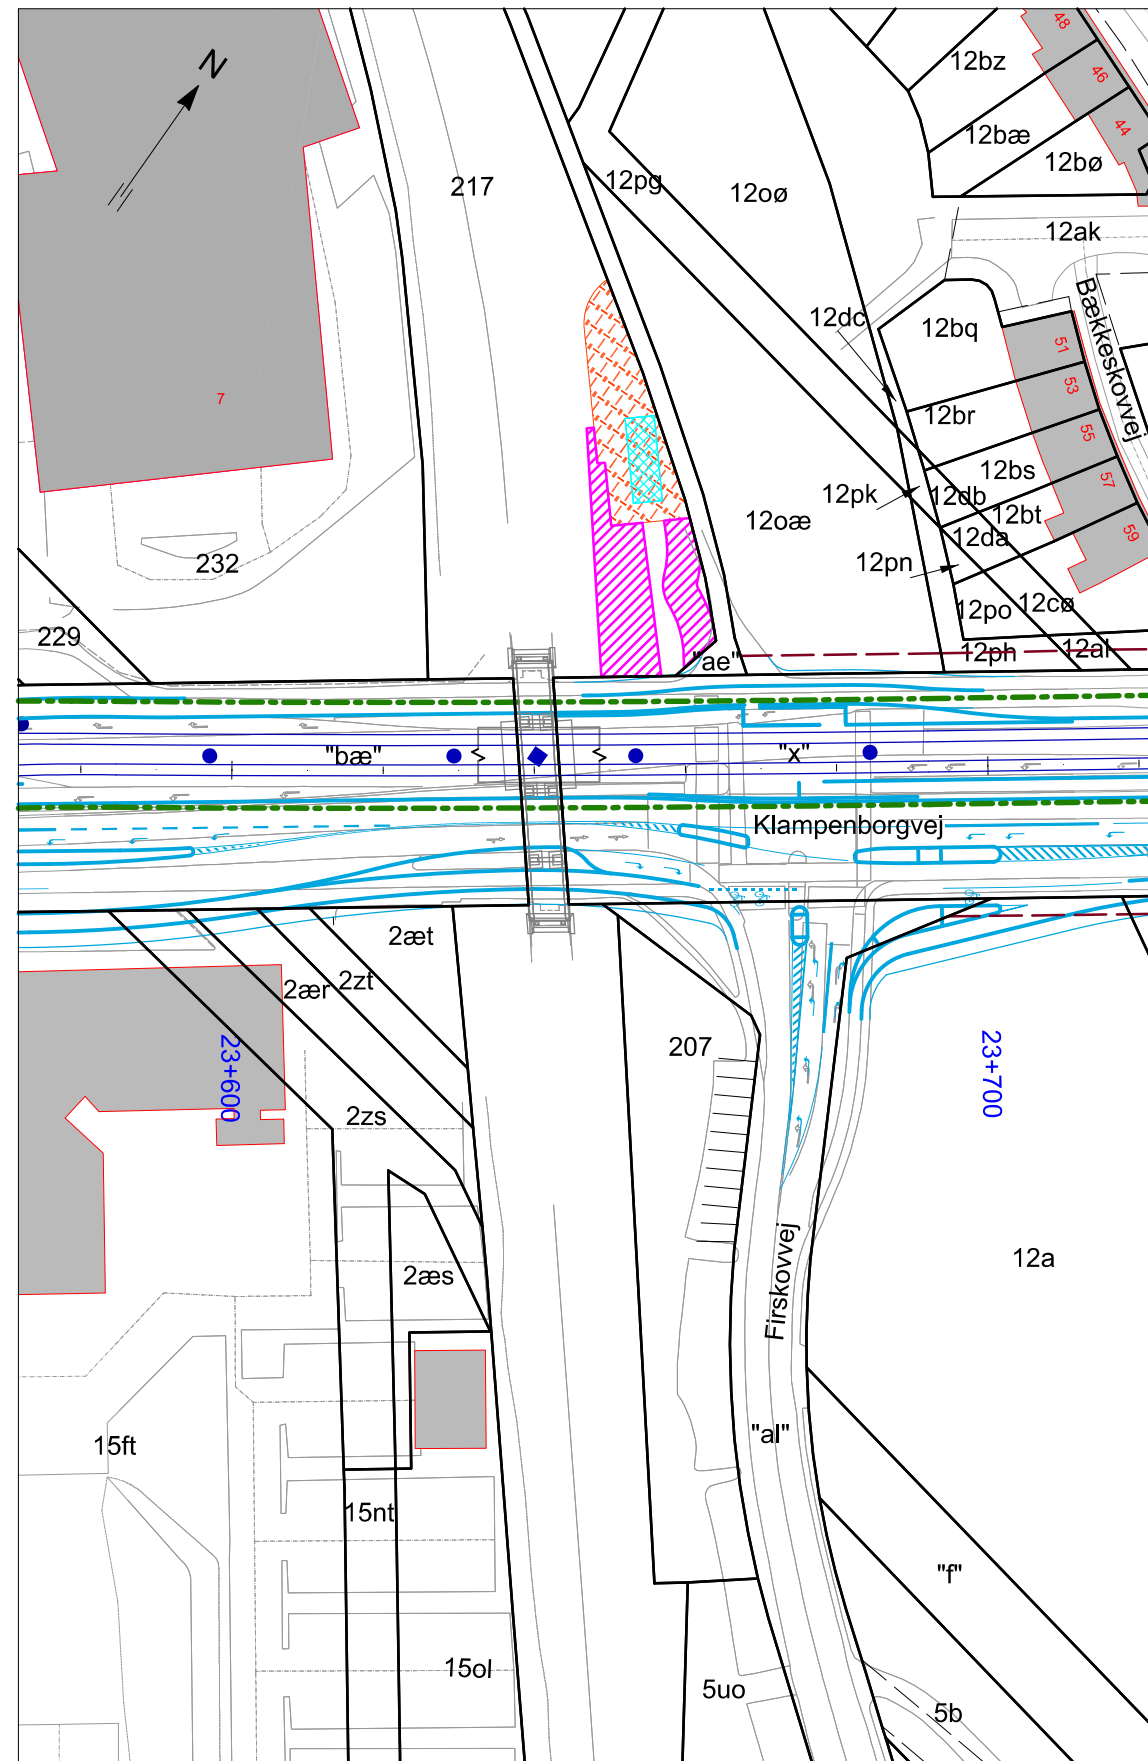 48
N
12bz
46
44
12bæ
12bø
217
12pg
12oø
12ak
Bækkeskovvej
12dc
12bq
51
7
53
12br
55
12bs
57
12pk
12db
12oæ
12bt
59
12da
232
12pn
12cø
12po
229
"ae"
12ph
12al
"bæ"
"x"
Klampenborgvej
2æt
2zt
2ær
207
23+600
23+700
2zs
12a
2æs
Firskovvej
15ft
"al"
15nt
"f"
15ol
5uo
5b